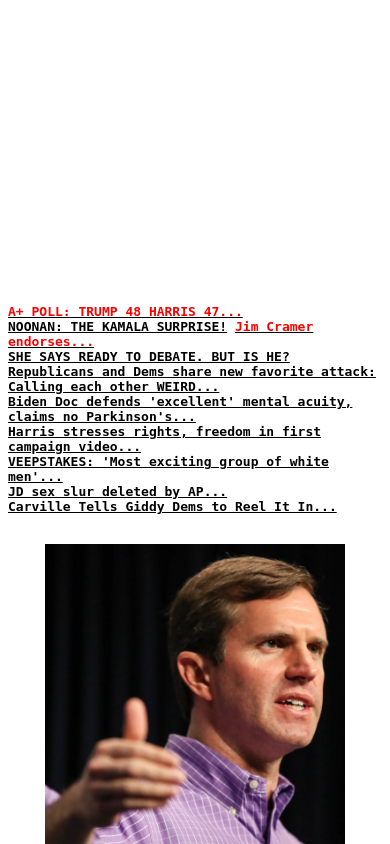 A+ POLL: TRUMP 48 HARRIS 47...
NOONAN: THE KAMALA SURPRISE! Jim Cramer
endorses...
SHE SAYS READY TO DEBATE. BUT IS HE?
Republicans and Dems share new favorite attack:
Calling each other WEIRD...
Biden Doc defends 'excellent' mental acuity,
claims no Parkinson's...
Harris stresses rights, freedom in first
campaign video...
VEEPSTAKES: 'Most exciting group of white
men'...
JD sex slur deleted by AP...
Carville Tells Giddy Dems to Reel It In...